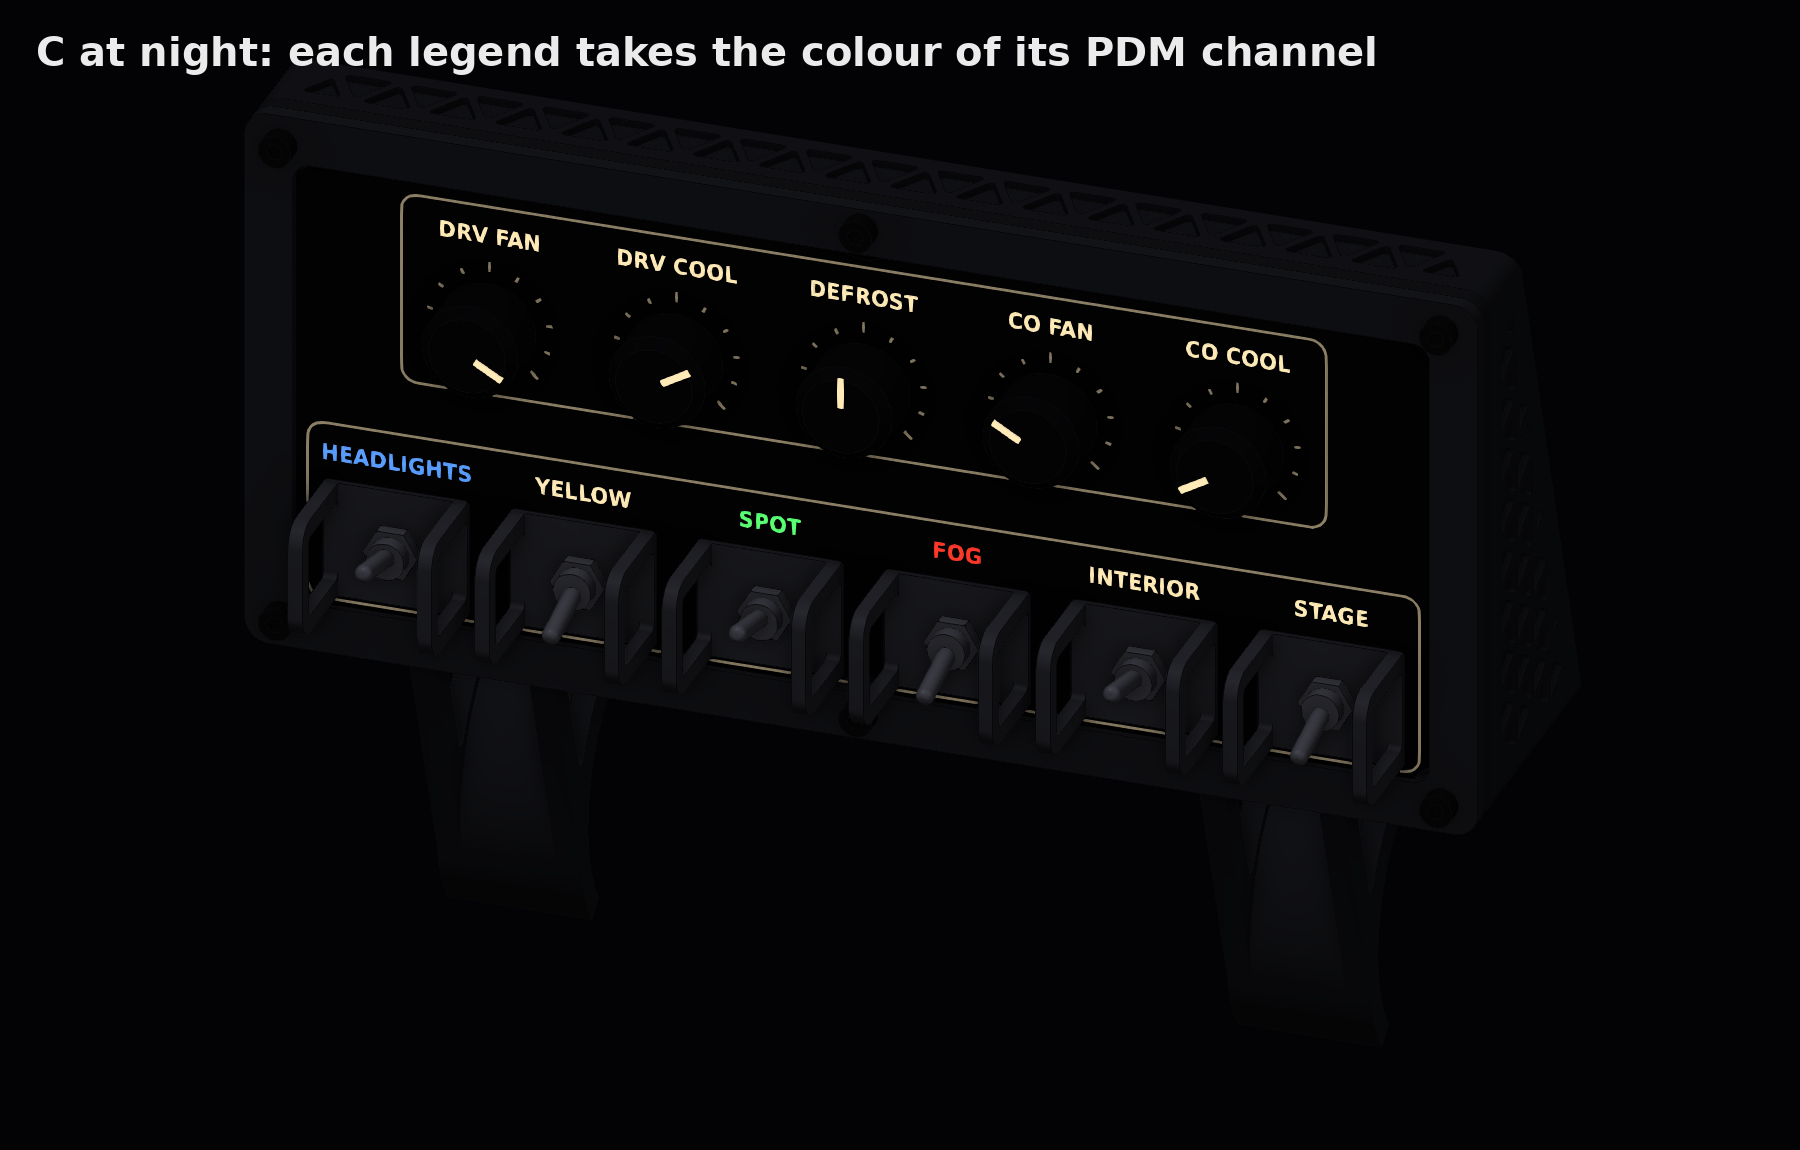 C at night: each legend takes the colour of its PDM channel
DRV FAN
DRV COOL
DEFROST
CO FAN
CO COOL
HEADLIGHTS
YELLOW
SPOT
FOG
INTERIOR
STAGE